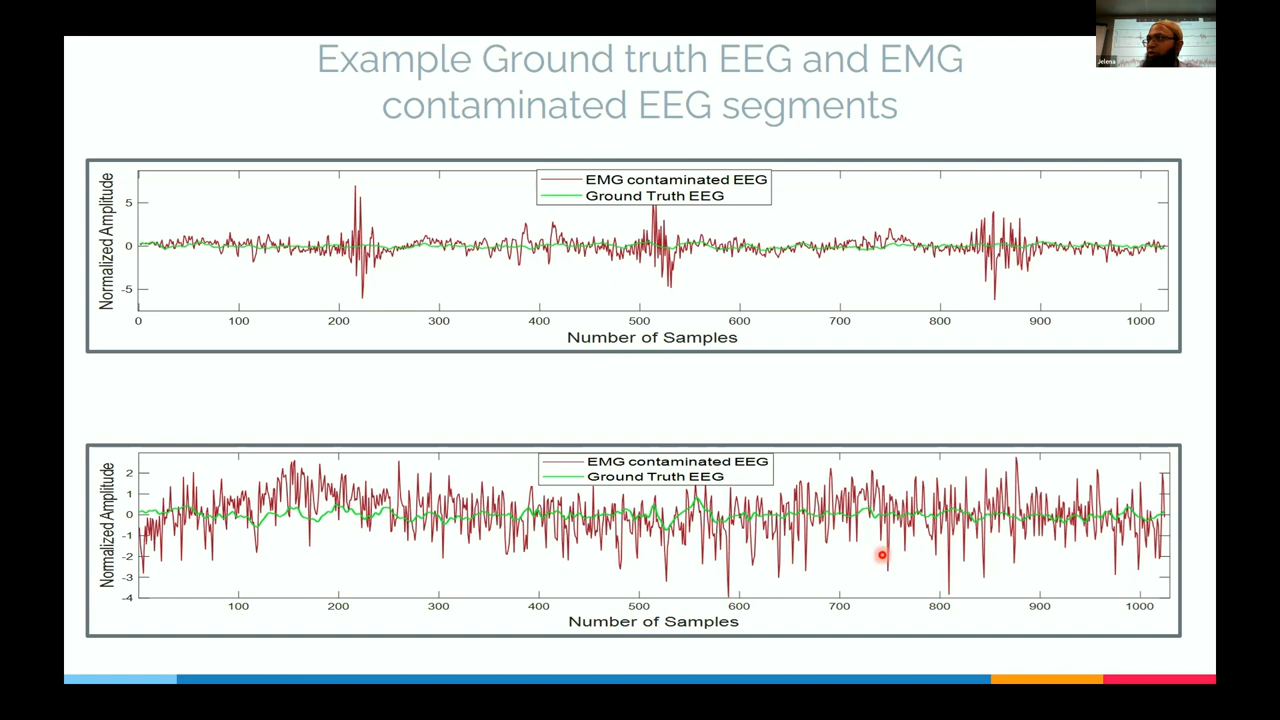 Jelena
Example Ground truth EEG and EMG
contaminated EEG segments
EMG contaminated EEG
Ground Truth EEG
Normalized Amplitude
5
0
-5
0 100 200 300 400 500 600 700 800 900 1000
Number of Samples
EMG contaminated EEG
Ground Truth EEG
Normalized Amplitude
2
1
0
-1
-2
-3
-4
100 200 300 400 500 600 700 800 900 1000
Number of Samples